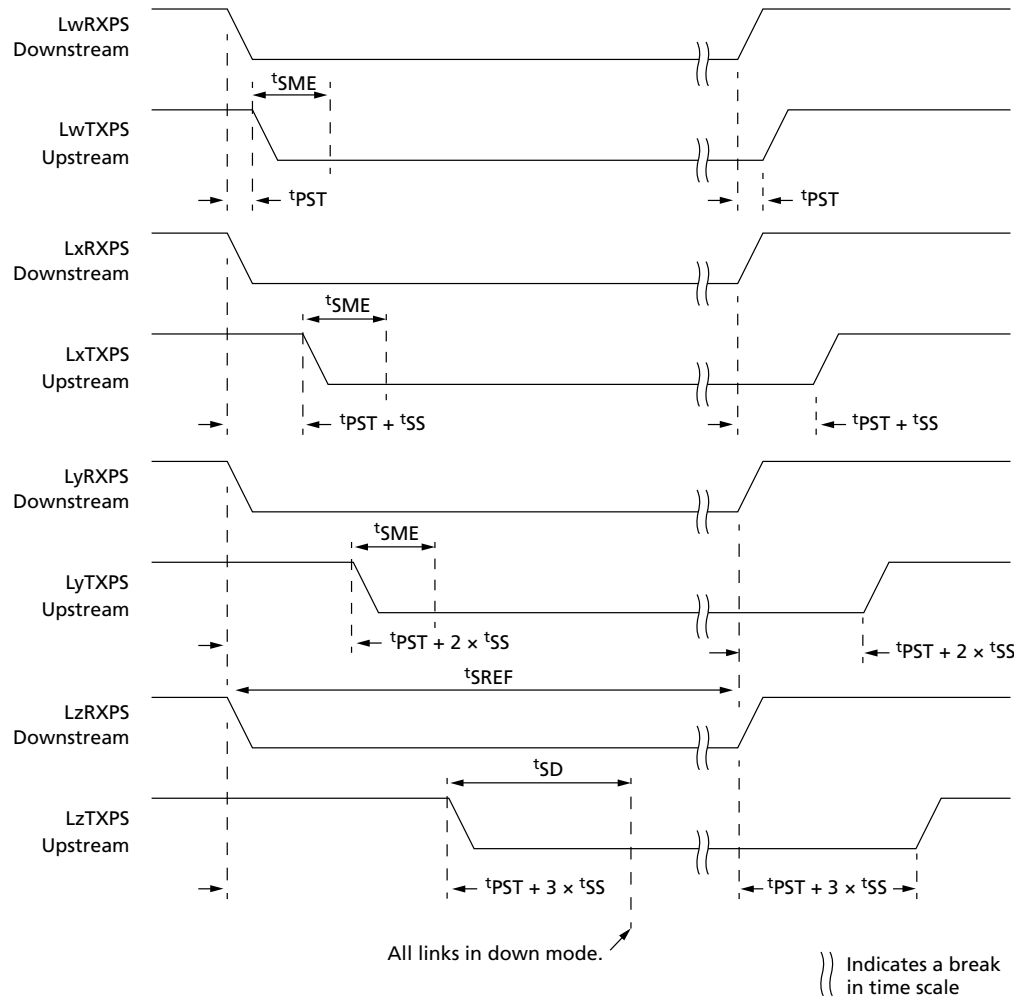 LwRXPS
Downstream
tSME
LwTXPS
Upstream
tPST
tPST
LxRXPS
Downstream
tSME
LxTXPS
Upstream
tPST + tSS
tPST + tSS
LyRXPS
Downstream
tSME
LyTXPS
Upstream
tPST + 2 × tSS
tPST + 2 × tSS
tSREF
LzRXPS
Downstream
tSD
LzTXPS
Upstream
tPST + 3 × tSS
tPST + 3 × tSS
All links in down mode.
Indicates a break
in time scale